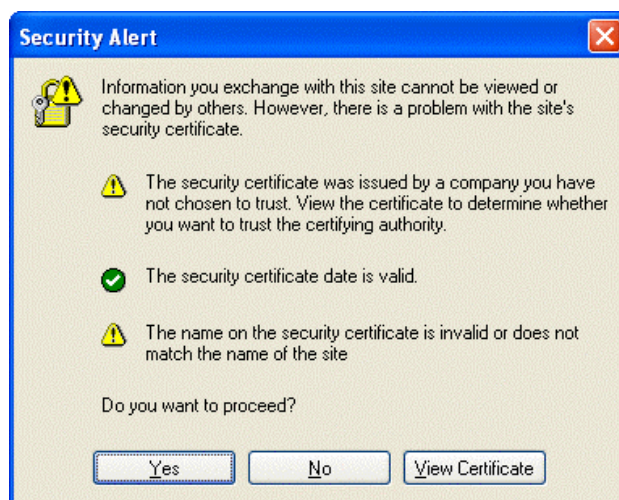 Security Alert
Information you exchange with this site cannot be viewed or
changed by others. However, there is a problem with the site's
security certificate.
The security certificate was issued by a company you have
not chosen to trust. View the certificate to determine whether
you want to trust the certifying authority.
The security certificate date is valid.
The name on the security certificate is invalid or does not
match the name of the site
Do you want to proceed?
Yes No View Certificate